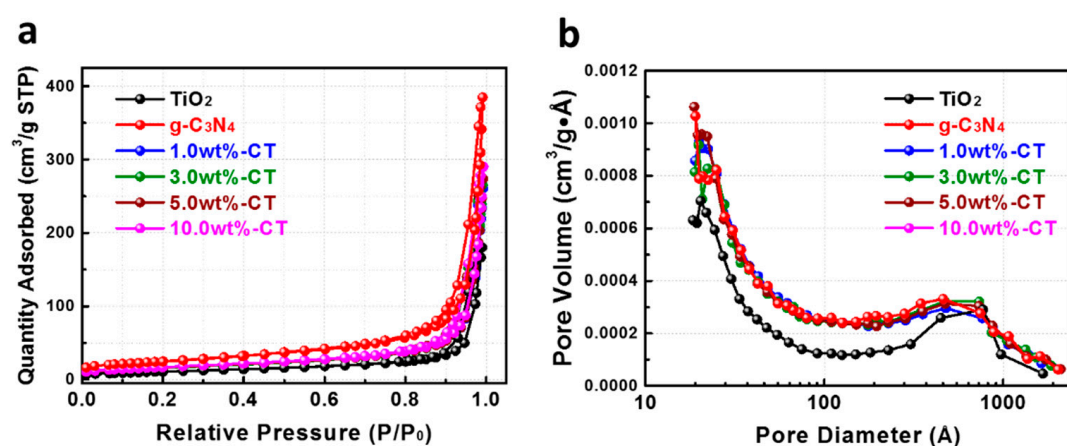 a
Quantity Adsorbed (cm³/g STP)
400
300
200
100
0
TiO₂
g-C₃N₄
1.0wt%-CT
3.0wt%-CT
5.0wt%-CT
10.0wt%-CT
0.0 0.2 0.4 0.6 0.8 1.0
Relative Pressure (P/P₀)
b
Pore Volume (cm³/g•Å)
0.0012
0.0010
0.0008
0.0006
0.0004
0.0002
0.0000
TiO₂
g-C₃N₄
1.0wt%-CT
3.0wt%-CT
5.0wt%-CT
10.0wt%-CT
10 100 1000
Pore Diameter (Å)